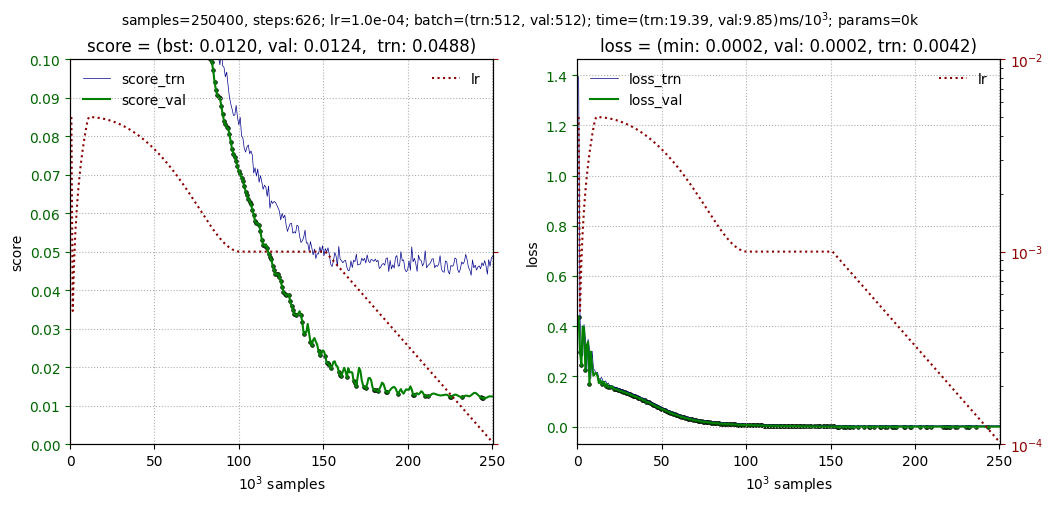 samples=250400, steps:626; lr=1.0e-04; batch=(trn:512, val:512); time=(trn:19.39, val:9.85)ms/10³; params=0k
score = (bst: 0.0120, val: 0.0124,  trn: 0.0488)
0.10
0.09
0.08
0.07
0.06
0.05
0.04
0.03
0.02
0.01
0.00
score
score_trn
score_val
lr
0
50
100
150
200
250
10³ samples
loss = (min: 0.0002, val: 0.0002, trn: 0.0042)
1.4
1.2
1.0
0.8
0.6
0.4
0.2
0.0
loss
loss_trn
loss_val
lr
10⁻²
10⁻³
10⁻⁴
0
50
100
150
200
250
10³ samples